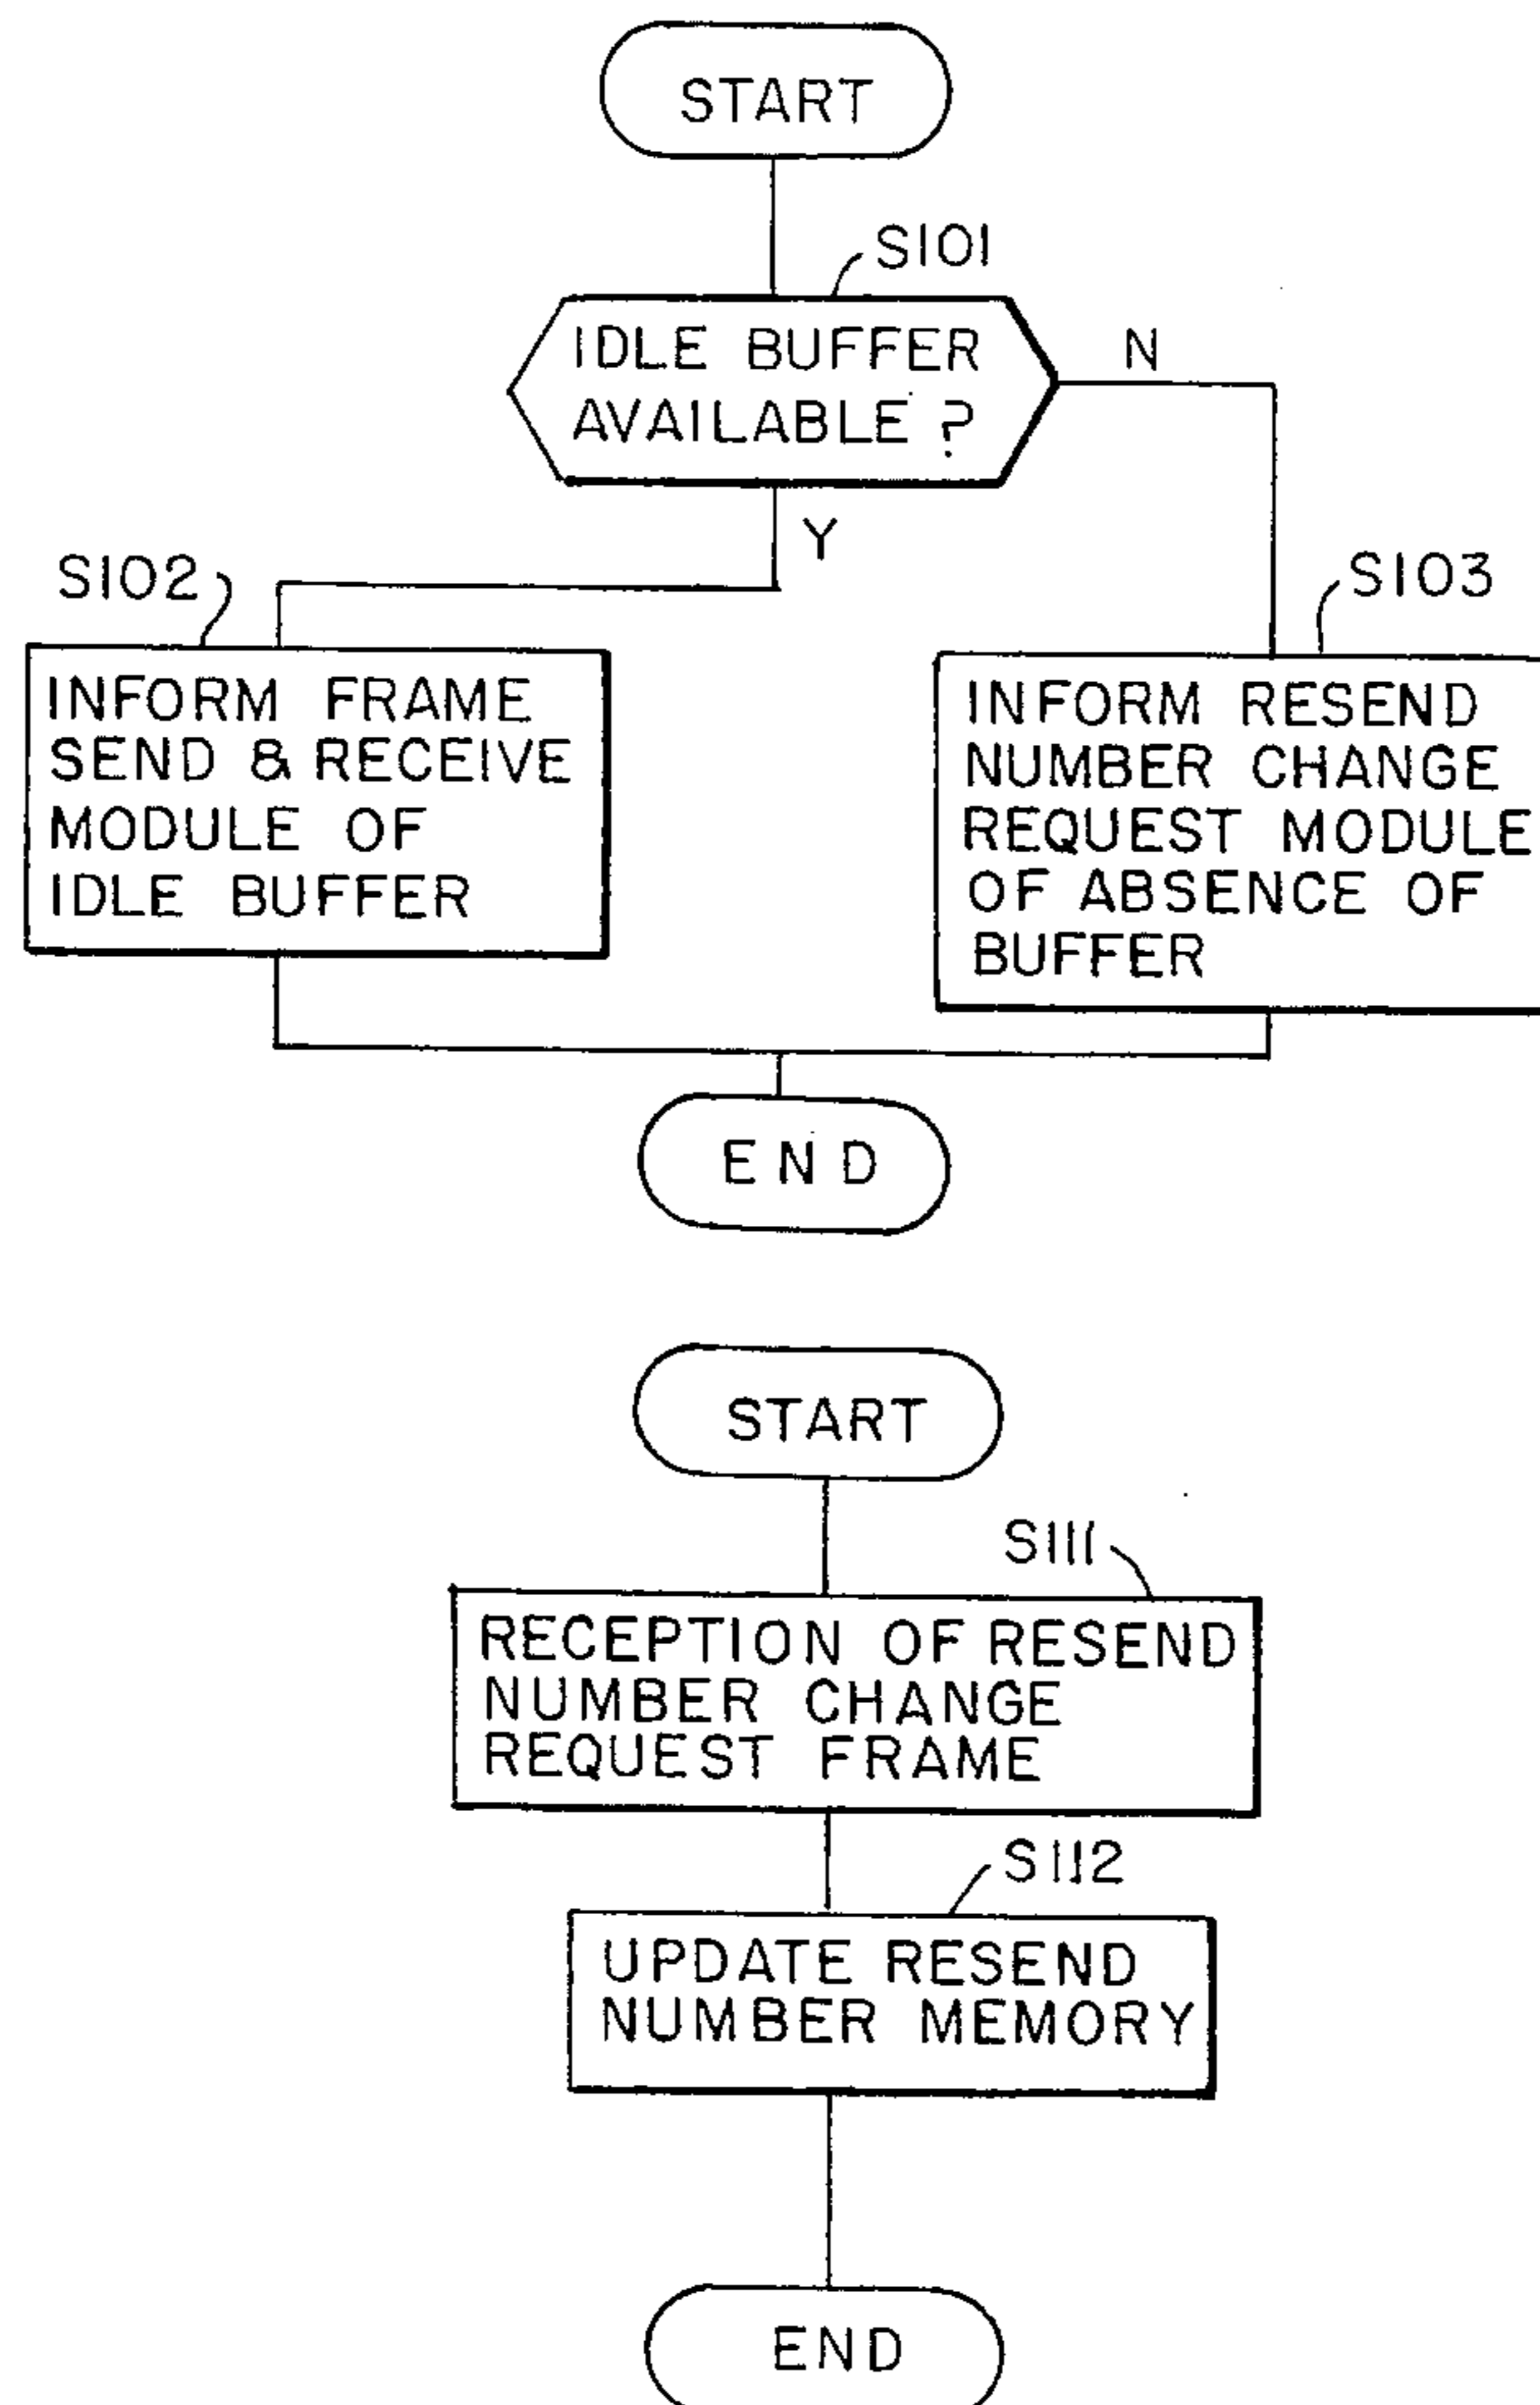 START
S101
IDLE BUFFER
AVAILABLE ?
N
Y
S102
INFORM FRAME
SEND & RECEIVE
MODULE OF
IDLE BUFFER
S103
INFORM RESEND
NUMBER CHANGE
REQUEST MODULE
OF ABSENCE OF
BUFFER
END
START
S111
RECEPTION OF RESEND
NUMBER CHANGE
REQUEST FRAME
S112
UPDATE RESEND
NUMBER MEMORY
END